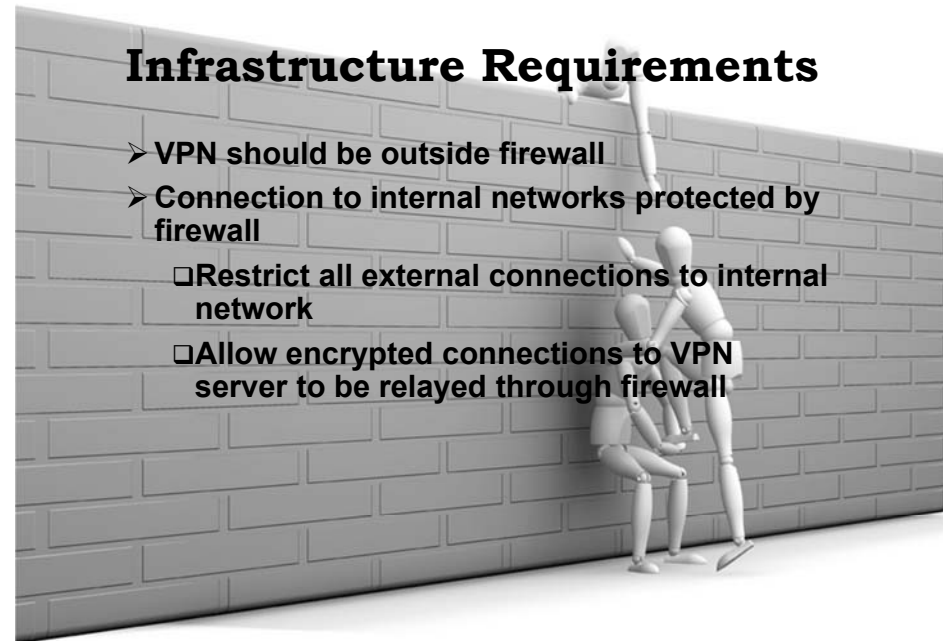 Infrastructure Requirements
➢ VPN should be outside firewall
➢ Connection to internal networks protected by
firewall
❑Restrict all external connections to internal
network
❑Allow encrypted connections to VPN
server to be relayed through firewall